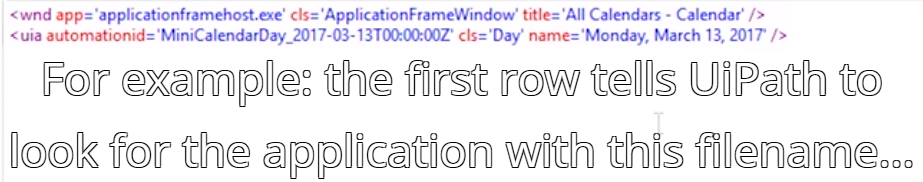 <wnd app='applicationframehost.exe' cls='ApplicationFrameWindow' title='All Calendars - Calendar' />
<uia automationid='MiniCalendarDay_2017-03-13T00:00:00Z' cls='Day' name='Monday, March 13, 2017' />
For example: the first row tells UiPath to
look for the application with this filename...